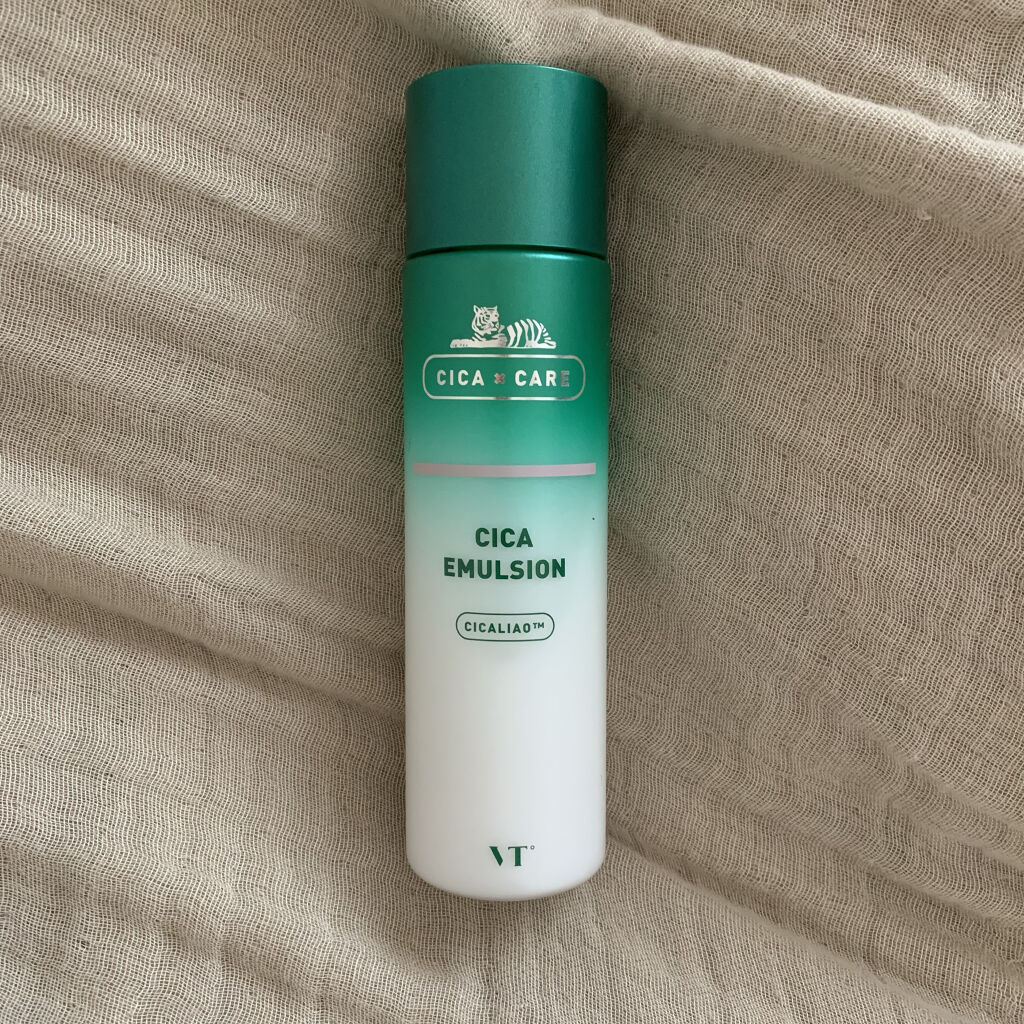 CICA × CARE
CICA
EMULSION
CICALIAO™
VT°